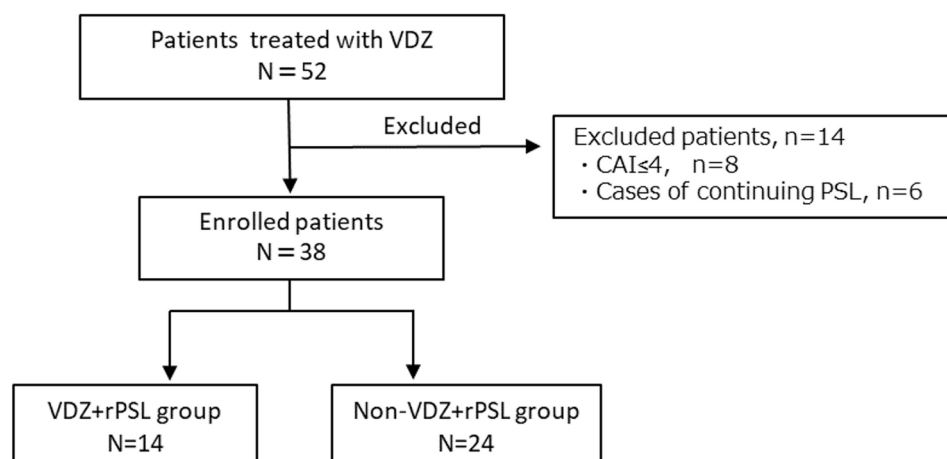 Patients treated with VDZ
N = 52
Excluded
Excluded patients, n=14
・CAI≤4, n=8
・Cases of continuing PSL, n=6
Enrolled patients
N = 38
VDZ+rPSL group
N=14
Non-VDZ+rPSL group
N=24